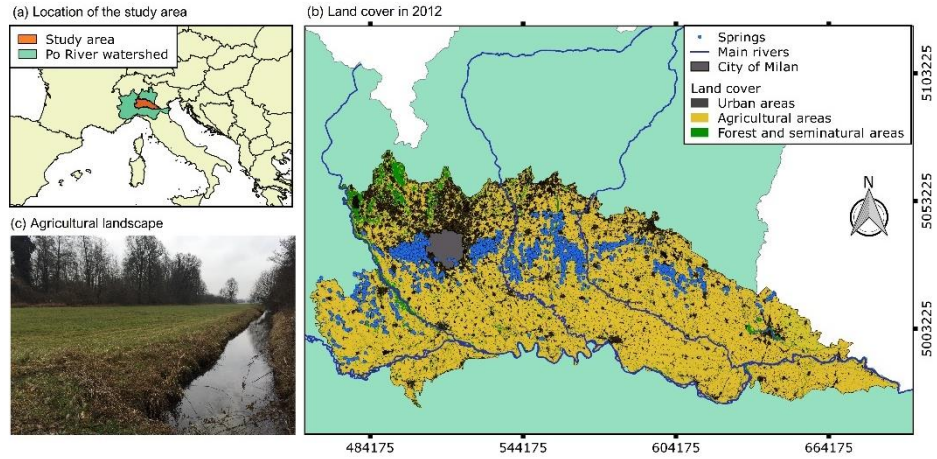 (a) Location of the study area
Study area
Po River watershed
(b) Land cover in 2012
Springs
Main rivers
City of Milan
Land cover
Urban areas
Agricultural areas
Forest and seminatural areas
N
5103225
5053225
5003225
484175
544175
604175
664175
(c) Agricultural landscape